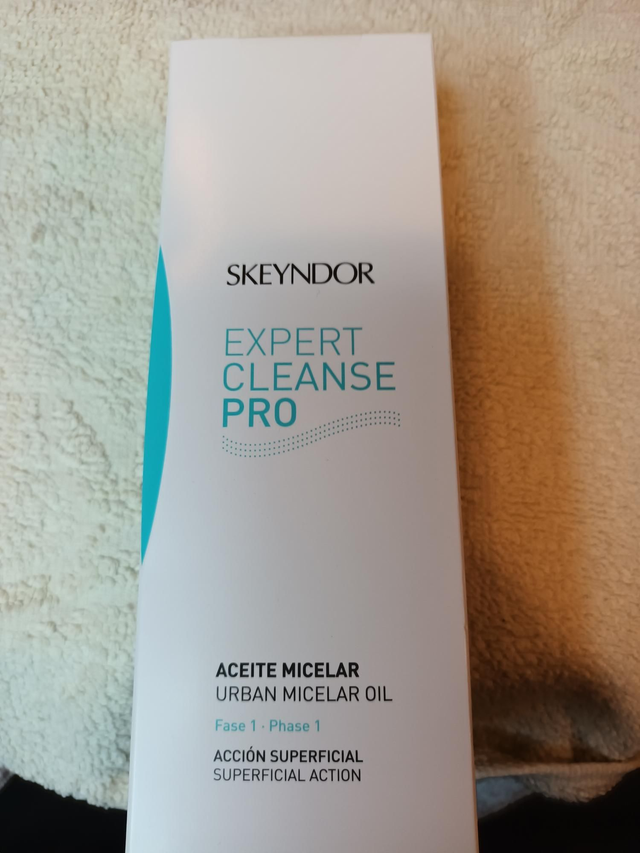 SKEYNDOR
EXPERT
CLEANSE
PRO
ACEITE MICELAR
URBAN MICELAR OIL
Fase 1 · Phase 1
ACCIÓN SUPERFICIAL
SUPERFICIAL ACTION